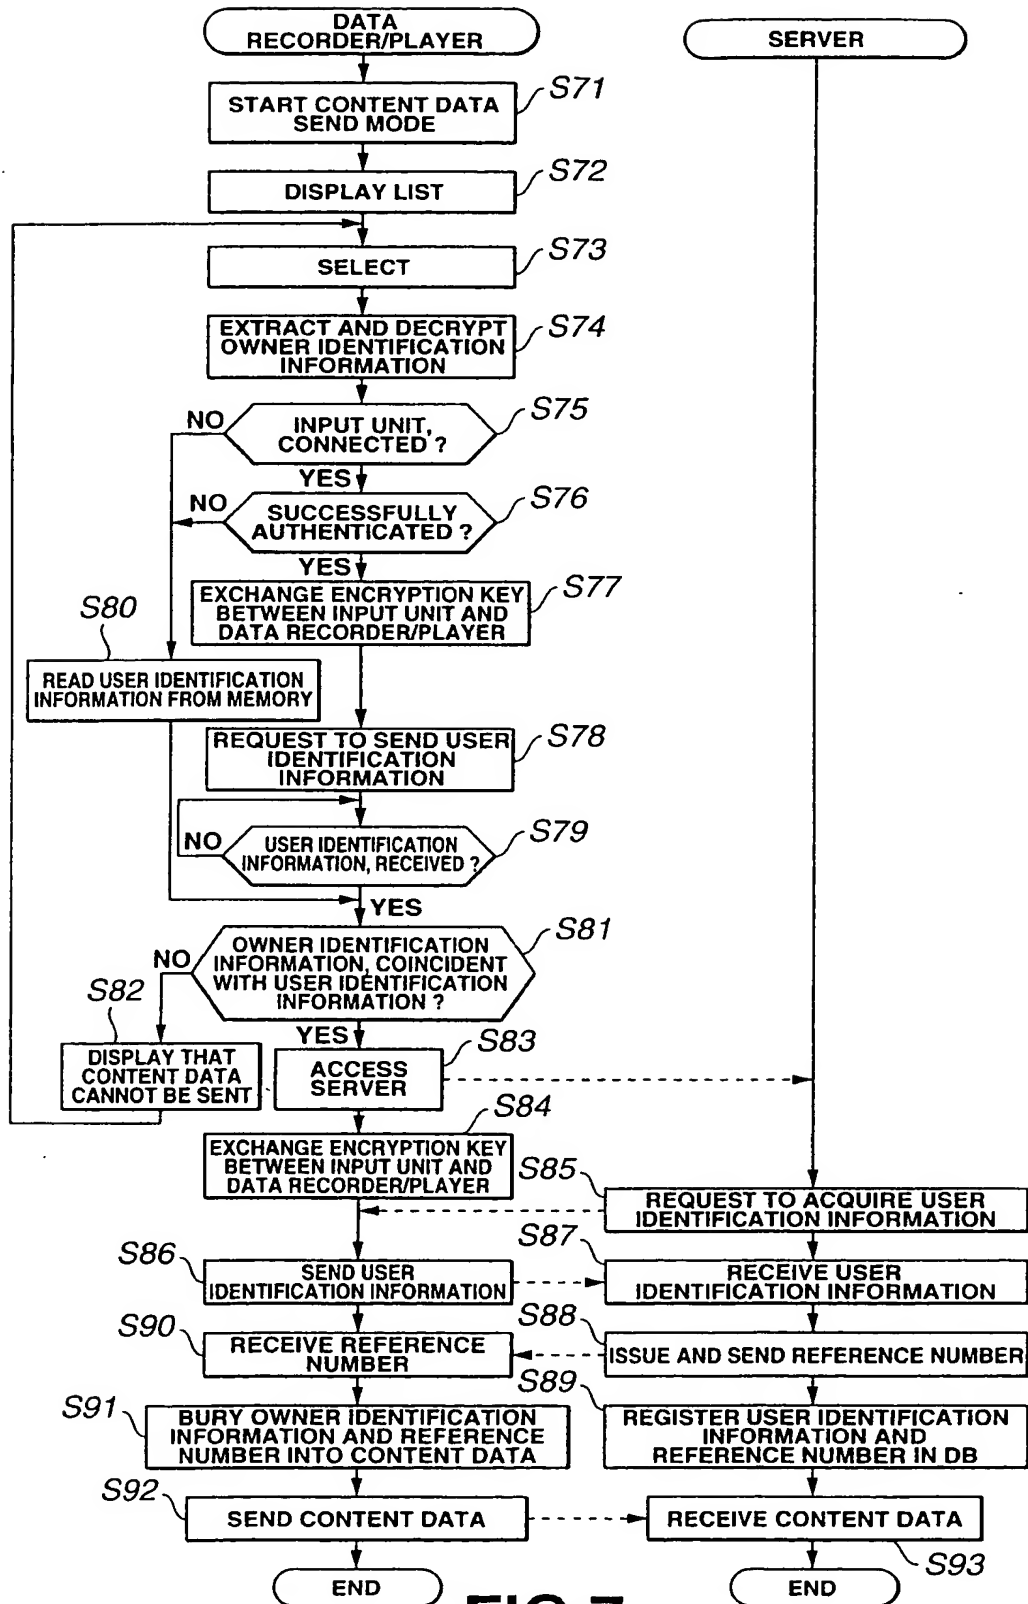 DATA
RECORDER/PLAYER
SERVER
START CONTENT DATA
SEND MODE
S71
DISPLAY LIST
S72
SELECT
S73
EXTRACT AND DECRYPT
OWNER IDENTIFICATION
INFORMATION
S74
INPUT UNIT,
CONNECTED ?
S75
NO
YES
SUCCESSFULLY
AUTHENTICATED ?
S76
NO
YES
EXCHANGE ENCRYPTION KEY
BETWEEN INPUT UNIT AND
DATA RECORDER/PLAYER
S77
S80
READ USER IDENTIFICATION
INFORMATION FROM MEMORY
REQUEST TO SEND USER
IDENTIFICATION
INFORMATION
S78
USER IDENTIFICATION
INFORMATION, RECEIVED ?
S79
NO
YES
OWNER IDENTIFICATION
INFORMATION, COINCIDENT
WITH USER IDENTIFICATION
INFORMATION ?
S81
NO
YES
S82
DISPLAY THAT
CONTENT DATA
CANNOT BE SENT
ACCESS
SERVER
S83
S84
EXCHANGE ENCRYPTION KEY
BETWEEN INPUT UNIT AND
DATA RECORDER/PLAYER
S85
REQUEST TO ACQUIRE USER
IDENTIFICATION INFORMATION
S86
SEND USER
IDENTIFICATION INFORMATION
S87
RECEIVE USER
IDENTIFICATION INFORMATION
S90
RECEIVE REFERENCE
NUMBER
S88
ISSUE AND SEND REFERENCE NUMBER
S91
BURY OWNER IDENTIFICATION
INFORMATION AND REFERENCE
NUMBER INTO CONTENT DATA
S89
REGISTER USER IDENTIFICATION
INFORMATION AND
REFERENCE NUMBER IN DB
S92
SEND CONTENT DATA
RECEIVE CONTENT DATA
S93
END
END